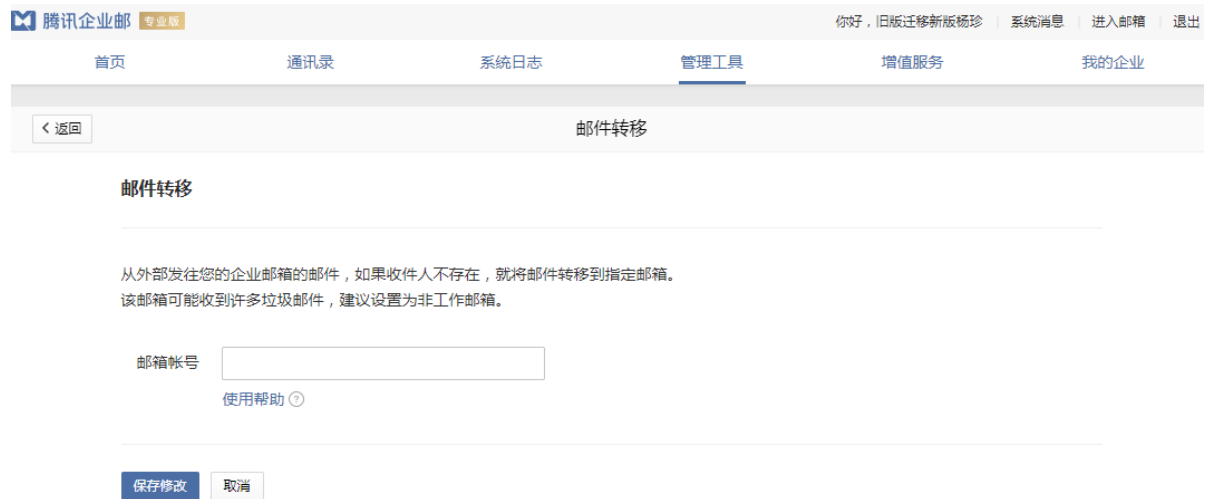 腾讯企业邮 专业版 你好，旧版迁移新版杨珍 系统消息 进入邮箱 退出
首页 通讯录 系统日志 管理工具 增值服务 我的企业
返回 邮件转移
邮件转移
从外部发往您的企业邮箱的邮件，如果收件人不存在，就将邮件转移到指定邮箱。
该邮箱可能收到许多垃圾邮件，建议设置为非工作邮箱。
邮箱帐号
使用帮助 ?
保存修改 取消